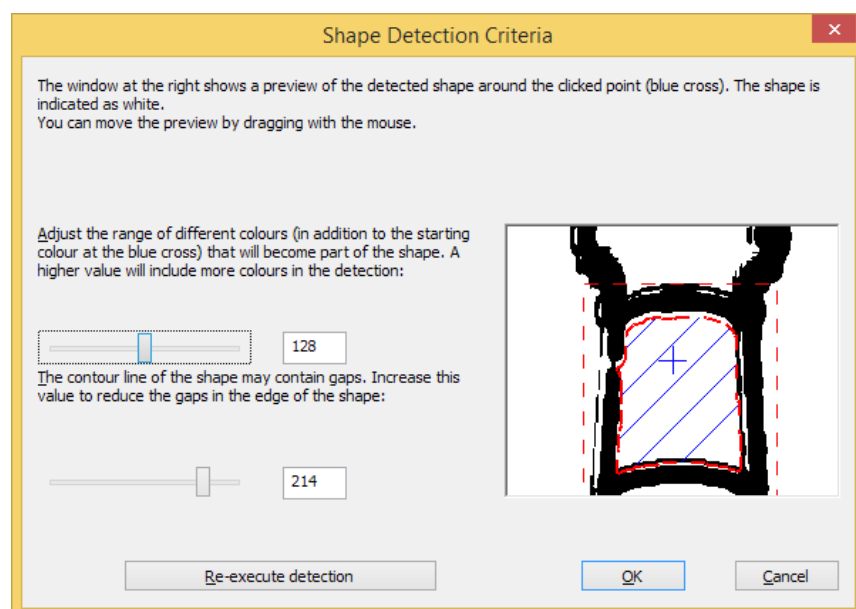 Shape Detection Criteria
The window at the right shows a preview of the detected shape around the clicked point (blue cross). The shape is
indicated as white.
You can move the preview by dragging with the mouse.
Adjust the range of different colours (in addition to the starting
colour at the blue cross) that will become part of the shape. A
higher value will include more colours in the detection:
128
The contour line of the shape may contain gaps. Increase this
value to reduce the gaps in the edge of the shape:
214
Re-execute detection
OK
Cancel